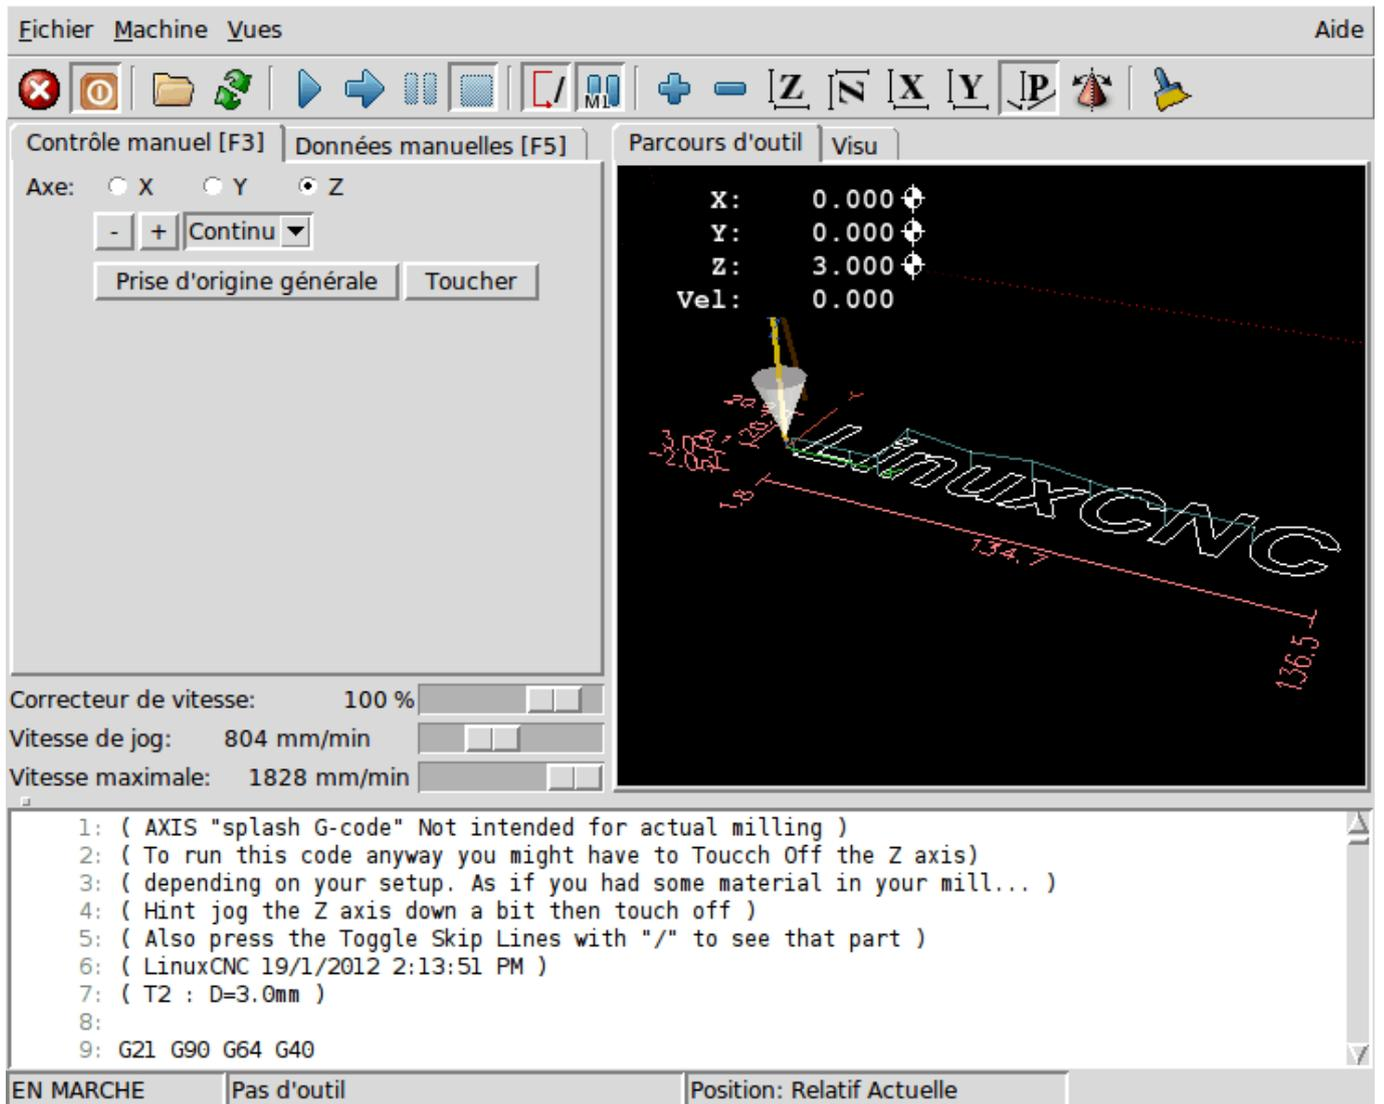 Fichier Machine Vues Aide
M1 Z N X Y P
Contrôle manuel [F3] Données manuelles [F5] Parcours d'outil Visu
Axe: X Y Z
- + Continu
Prise d'origine générale Toucher
X: 0.000
Y: 0.000
Z: 3.000
Vel: 0.000
Y
LinuxCNC
1.8
134.7
136.5
Correcteur de vitesse: 100 %
Vitesse de jog: 804 mm/min
Vitesse maximale: 1828 mm/min
1: ( AXIS "splash G-code" Not intended for actual milling )
2: ( To run this code anyway you might have to Toucch Off the Z axis)
3: ( depending on your setup. As if you had some material in your mill... )
4: ( Hint jog the Z axis down a bit then touch off )
5: ( Also press the Toggle Skip Lines with "/" to see that part )
6: ( LinuxCNC 19/1/2012 2:13:51 PM )
7: ( T2 : D=3.0mm )
8:
9: G21 G90 G64 G40
EN MARCHE Pas d'outil Position: Relatif Actuelle